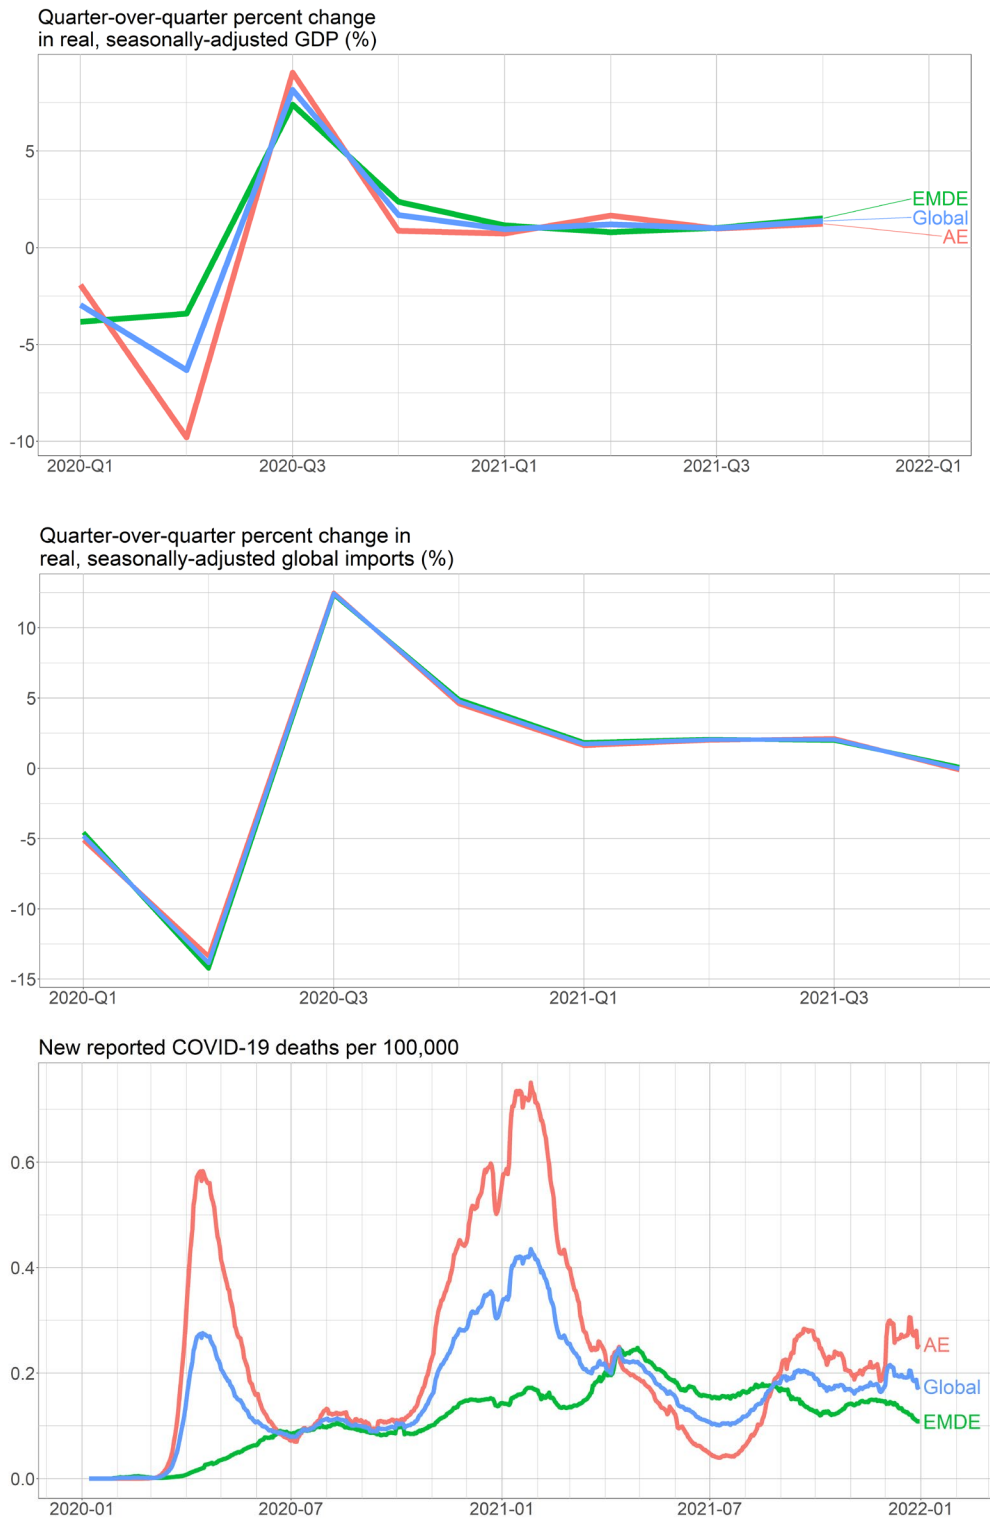 Quarter-over-quarter percent change
in real, seasonally-adjusted GDP (%)
5
0
-5
-10
EMDE
Global
AE
2020-Q1 2020-Q3 2021-Q1 2021-Q3 2022-Q1
Quarter-over-quarter percent change in
real, seasonally-adjusted global imports (%)
10
5
0
-5
-10
-15
2020-Q1 2020-Q3 2021-Q1 2021-Q3
New reported COVID-19 deaths per 100,000
0.6
0.4
0.2
0.0
AE
Global
EMDE
2020-01 2020-07 2021-01 2021-07 2022-01